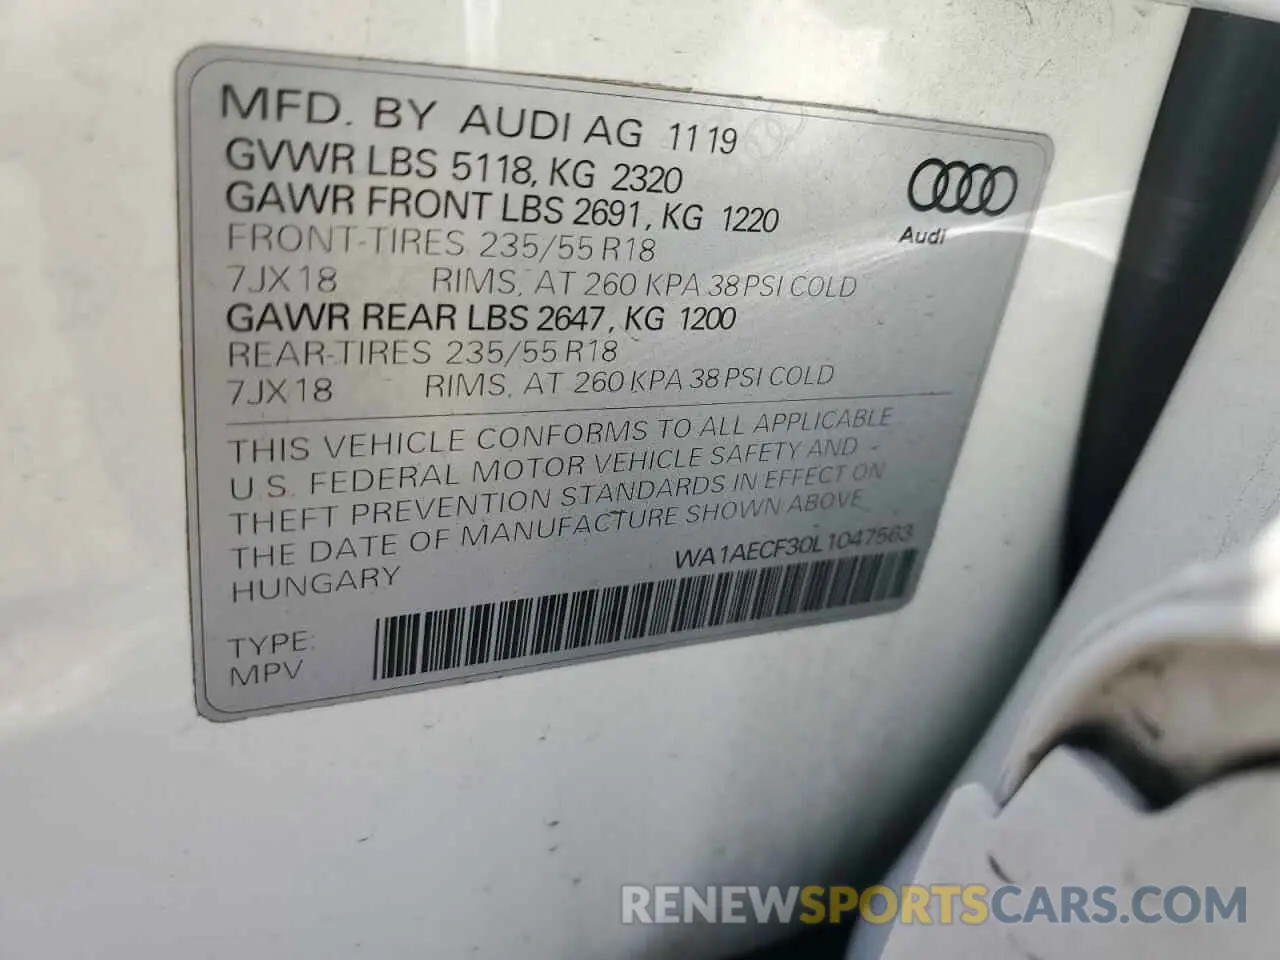 MFD. BY AUDI AG 11 19
GVWR LBS 5118, KG 2320
GAWR FRONT LBS 2691, KG 1220
FRONT-TIRES 235/55 R18
7JX18 RIMS, AT 260 KPA 38 PSI COLD
GAWR REAR LBS 2647, KG 1200
REAR-TIRES 235/55 R18
7JX18 RIMS, AT 260 KPA 38 PSI COLD
Audi
THIS VEHICLE CONFORMS TO ALL APPLICABLE
U.S. FEDERAL MOTOR VEHICLE SAFETY AND
THEFT PREVENTION STANDARDS IN EFFECT ON
THE DATE OF MANUFACTURE SHOWN ABOVE
HUNGARY
WA1AECF30L1047563
TYPE:
MPV
RENEWSPORTSCARS.COM